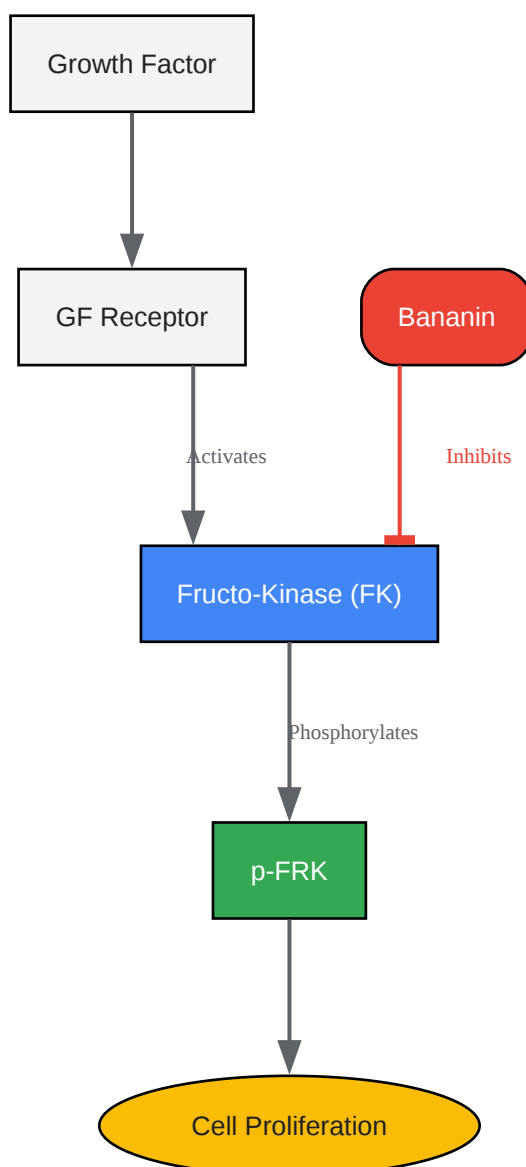 Growth Factor
GF Receptor
Bananin
Activates
Inhibits
Fructo-Kinase (FK)
Phosphorylates
p-FRK
Cell Proliferation